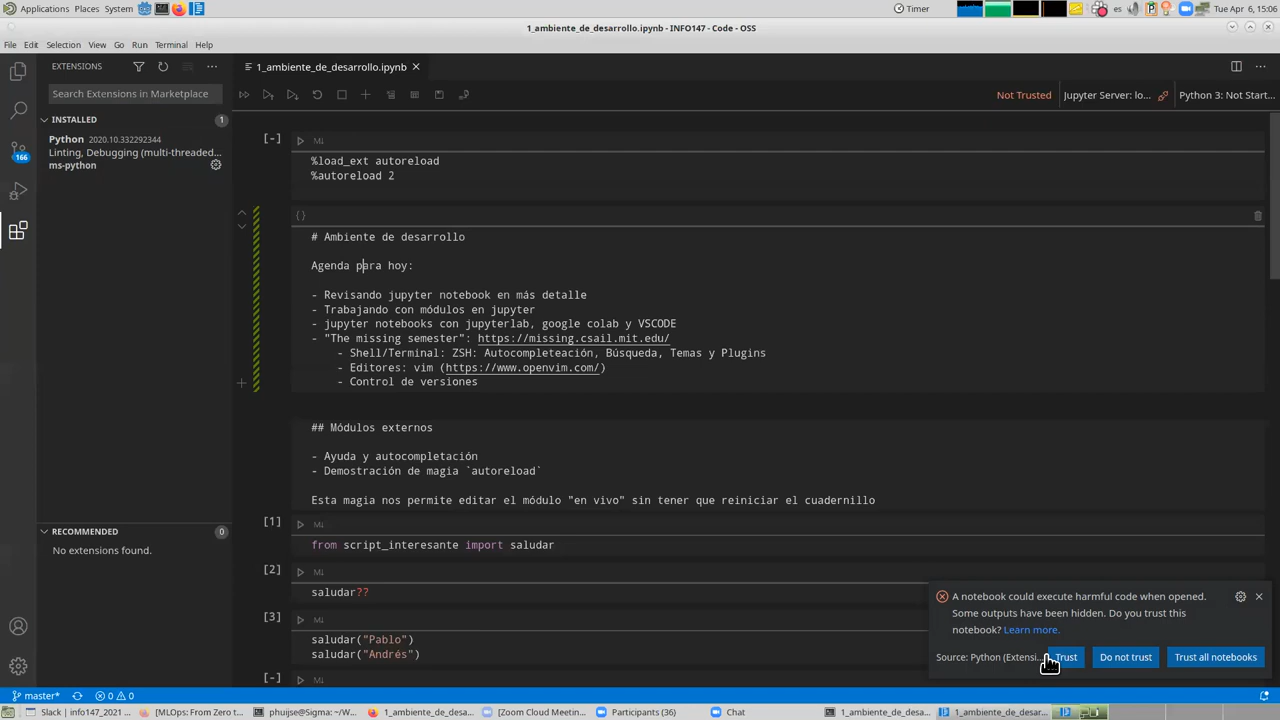 Applications Places System
Timer
es
Tue Apr 6, 15:06
1_ambiente_de_desarrollo.ipynb - INFO147 - Code - OSS
File Edit Selection View Go Run Terminal Help
EXTENSIONS
1_ambiente_de_desarrollo.ipynb
Search Extensions in Marketplace
Not Trusted
Jupyter Server: lo...
Python 3: Not Start...
INSTALLED
1
Python 2020.10.332292344
Linting, Debugging (multi-threaded...
ms-python
166
[-]
%load_ext autoreload
%autoreload 2
{}
# Ambiente de desarrollo
Agenda para hoy:
- Revisando jupyter notebook en más detalle
- Trabajando con módulos en jupyter
- jupyter notebooks con jupyterlab, google colab y VSCODE
- "The missing semester": https://missing.csail.mit.edu/
- Shell/Terminal: ZSH: Autocompleteación, Búsqueda, Temas y Plugins
- Editores: vim (https://www.openvim.com/)
- Control de versiones
## Módulos externos
- Ayuda y autocompletación
- Demostración de magia `autoreload`
Esta magia nos permite editar el módulo "en vivo" sin tener que reiniciar el cuadernillo
[1]
from script_interesante import saludar
[2]
saludar??
[3]
saludar("Pablo")
saludar("Andrés")
[-]
RECOMMENDED
0
No extensions found.
A notebook could execute harmful code when opened.
Some outputs have been hidden. Do you trust this
notebook? Learn more.
Source: Python (Extensi...
Trust
Do not trust
Trust all notebooks
master*
0
0
Slack | info147_2021 ...
[MLOps: From Zero t...
phuijse@Sigma: ~/W...
1_ambiente_de_desa...
[Zoom Cloud Meetin...
Participants (36)
Chat
1_ambiente_de_desa...
1_ambiente_de_desar...